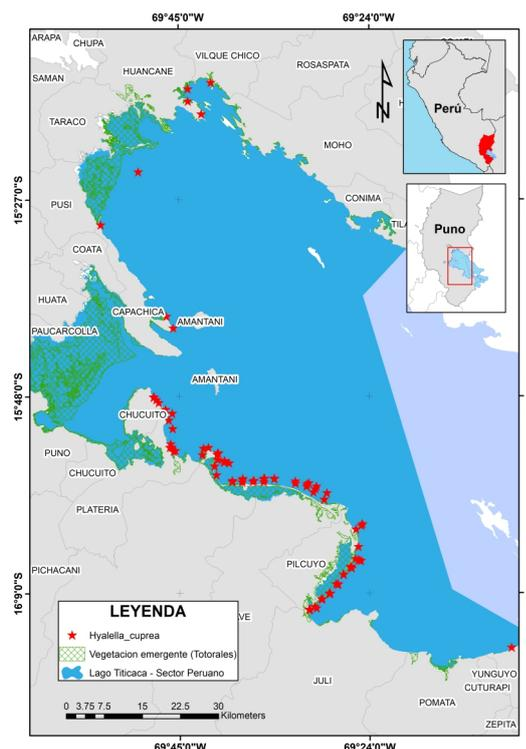 69°45'0"W 69°24'0"W
ARAPA
CHUPA
VILQUE CHICO
ROSASPATA
SAMAN
HUANCANE
TARACO
MOHO
N
Perú
15°27'0"S
PUSI
CONIMA
Puno
COATA
HUATA
CAPACHICA
AMANTANI
PAUCARCOLLA
AMANTANI
15°48'0"S
CHUCUITO
PUNO
CHUCUITO
PLATERIA
PICHACANI
PILCUYO
16°9'0"S
LEYENDA
Hyalella_cuprea
Vegetacion emergente (Totorales)
Lago Titicaca - Sector Peruano
JULI
YUNGUYO
CUTURAPI
POMATA
ZEPITA
0 3.75 7.5 15 22.5 30
Kilometers
69°45'0"W 69°24'0"W